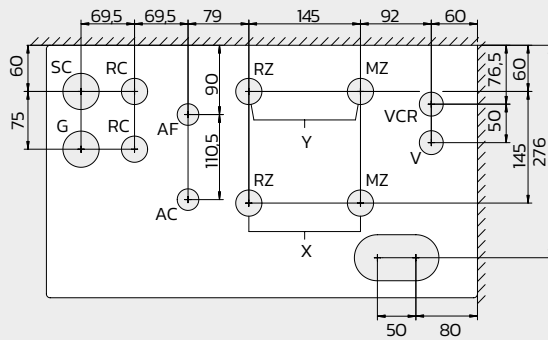 69,5 69,5 79 145 92 60
60 SC RC 90 RZ MZ 76,5 60
VCR
75 G RC AF Y V 50
110,5 RZ MZ 145 276
AC
X
50 80